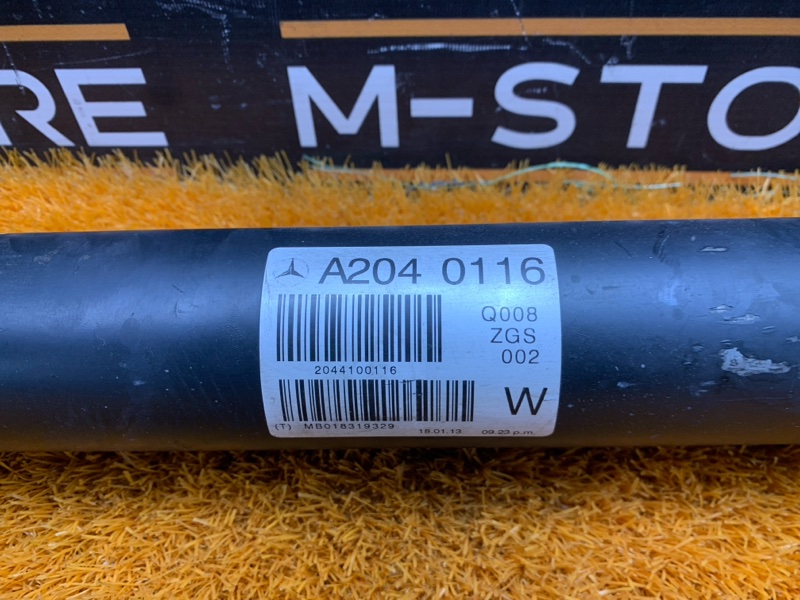 RE M-STO
A204 0116
Q008
ZGS
002
2044100116
W
(T) MB018319329 18.01.13 09.23 p.m.